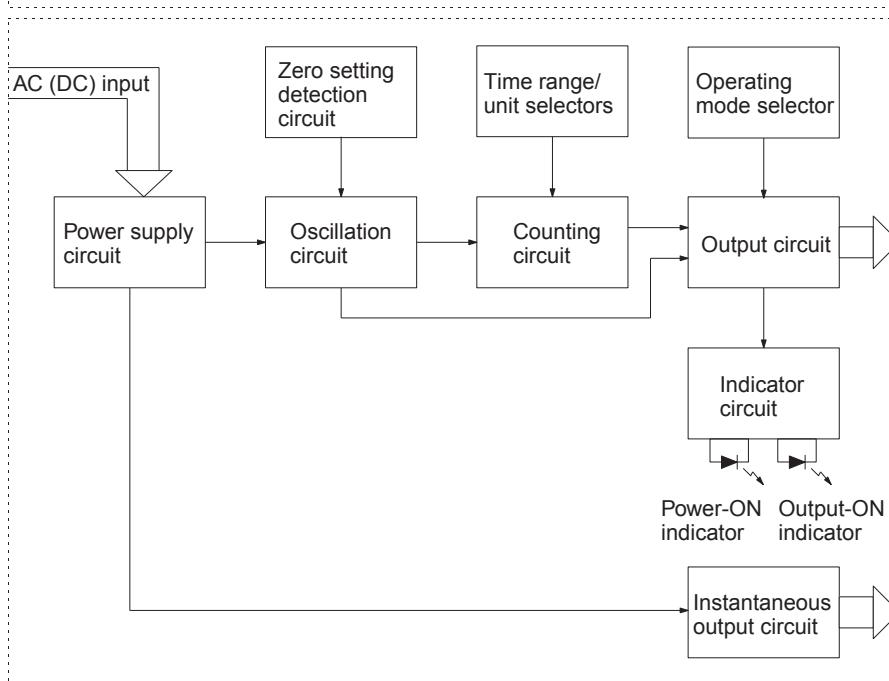 AC (DC) input
Zero setting
detection
circuit
Time range/
unit selectors
Operating
mode selector
Power supply
circuit
Oscillation
circuit
Counting
circuit
Output circuit
Indicator
circuit
Power-ON
indicator
Output-ON
indicator
Instantaneous
output circuit